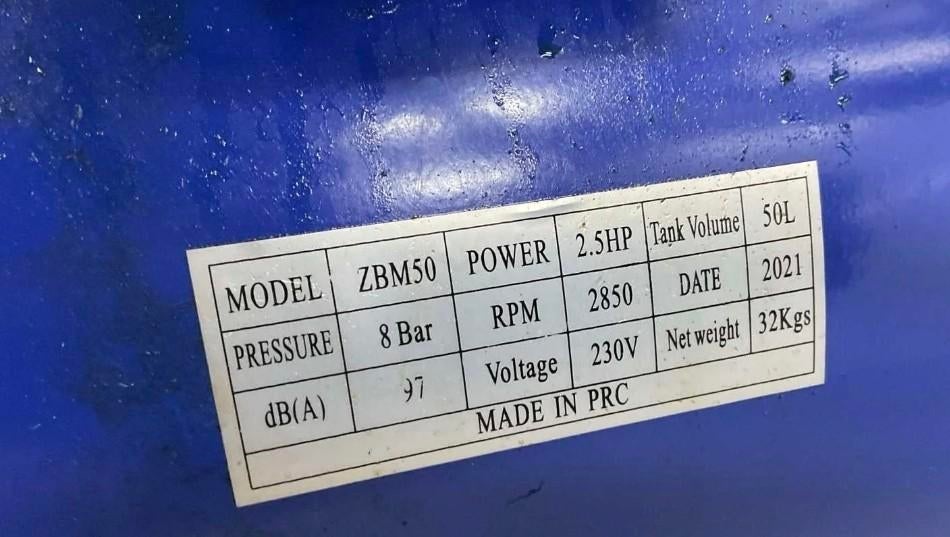 MODEL ZBM50 POWER 2.5HP Tank Volume 50L
PRESSURE 8 Bar RPM 2850 DATE 2021
dB(A) 97 Voltage 230V Net weight 32Kgs
MADE IN PRC